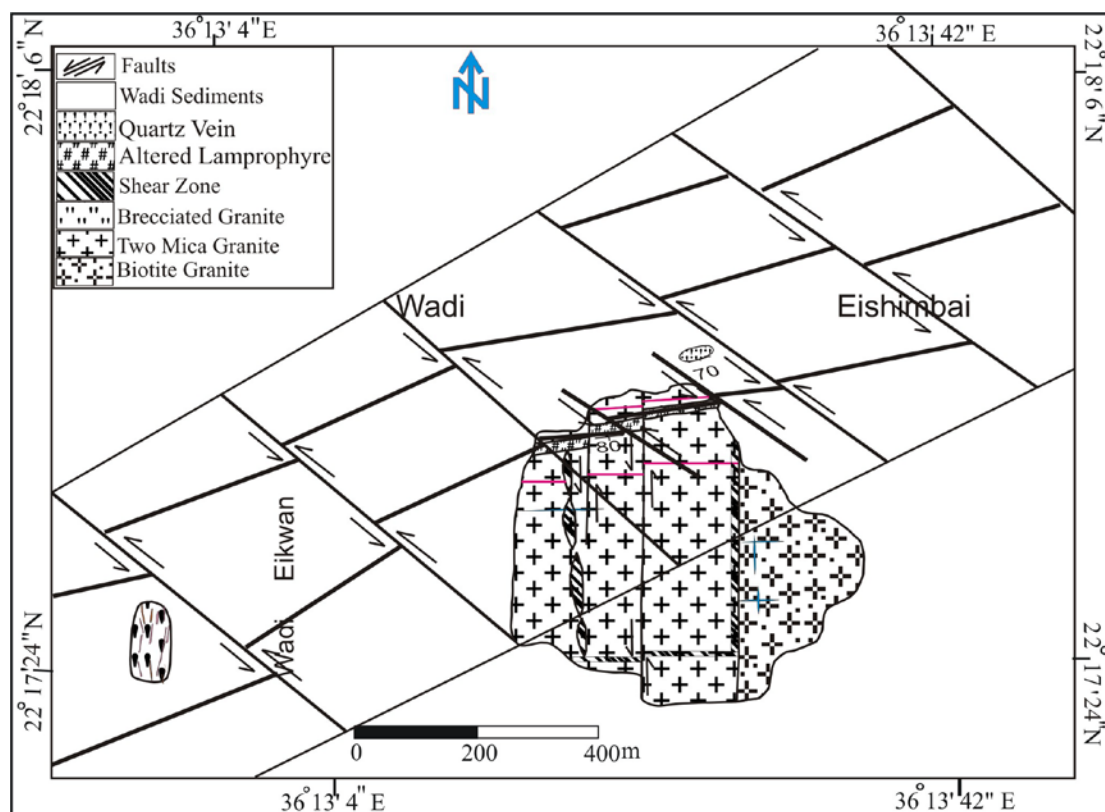 36°13' 4" E
36°13' 42" E
22°18' 6" N
22°18' 6" N
N
Faults
Wadi Sediments
Quartz Vein
Altered Lamprophyre
Shear Zone
Brecciated Granite
Two Mica Granite
Biotite Granite
Wadi
Eishimbai
70
80
Wadi Eikwan
22°17'24" N
22°17'24" N
0 200 400m
36°13' 4" E
36°13' 42" E